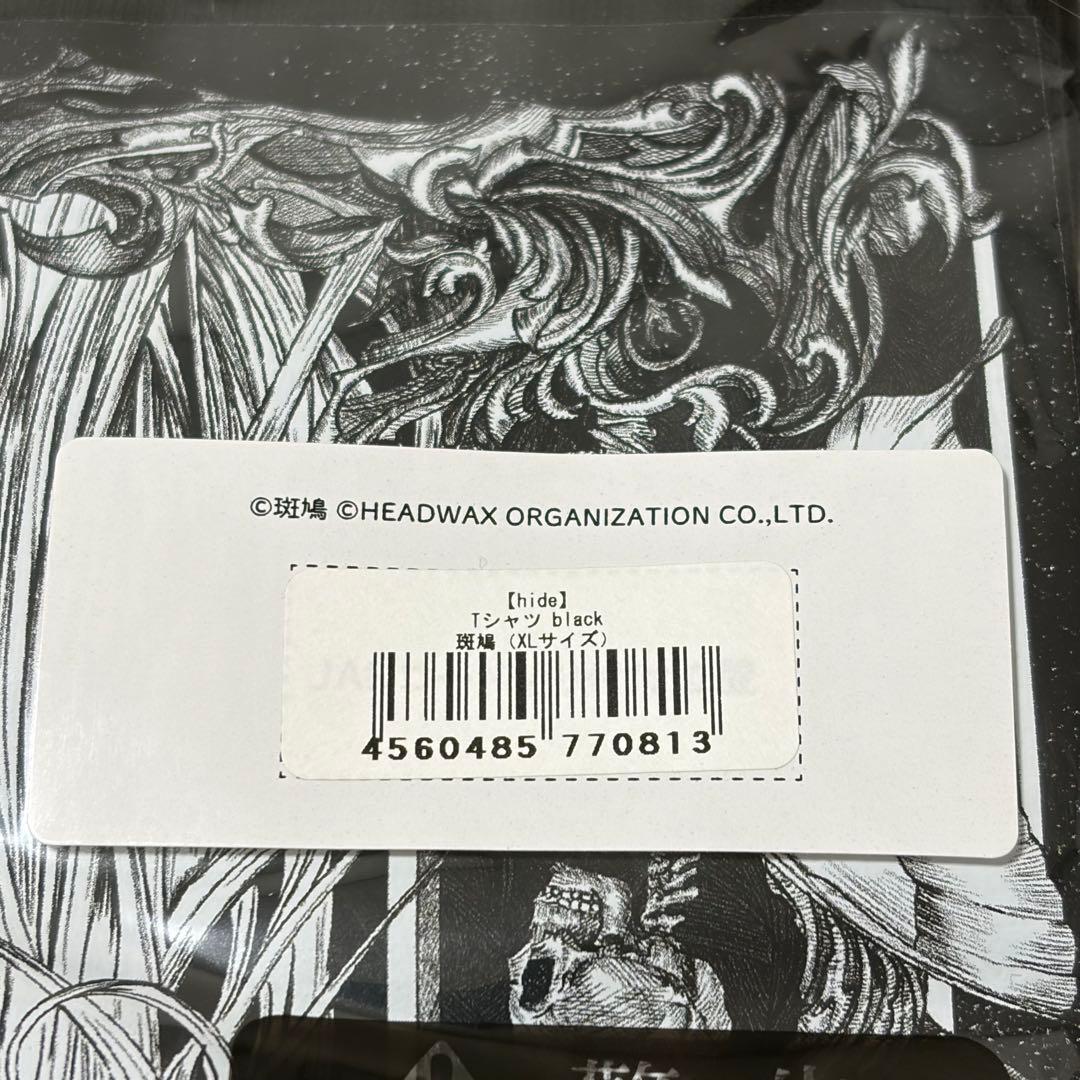 ©斑鳩 ©HEADWAX ORGANIZATION CO.,LTD.
【hide】
Tシャツ black
斑鳩 (XLサイズ)
4560485 770813